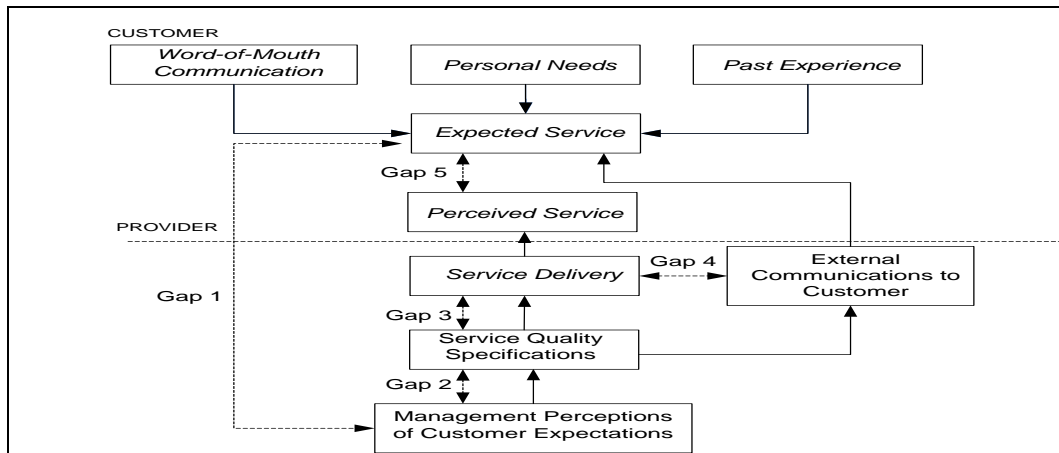 CUSTOMER
Word-of-Mouth
Communication
Personal Needs
Past Experience
Expected Service
Gap 5
Perceived Service
PROVIDER
Service Delivery
Gap 4
External
Communications to
Customer
Gap 1
Gap 3
Service Quality
Specifications
Gap 2
Management Perceptions
of Customer Expectations